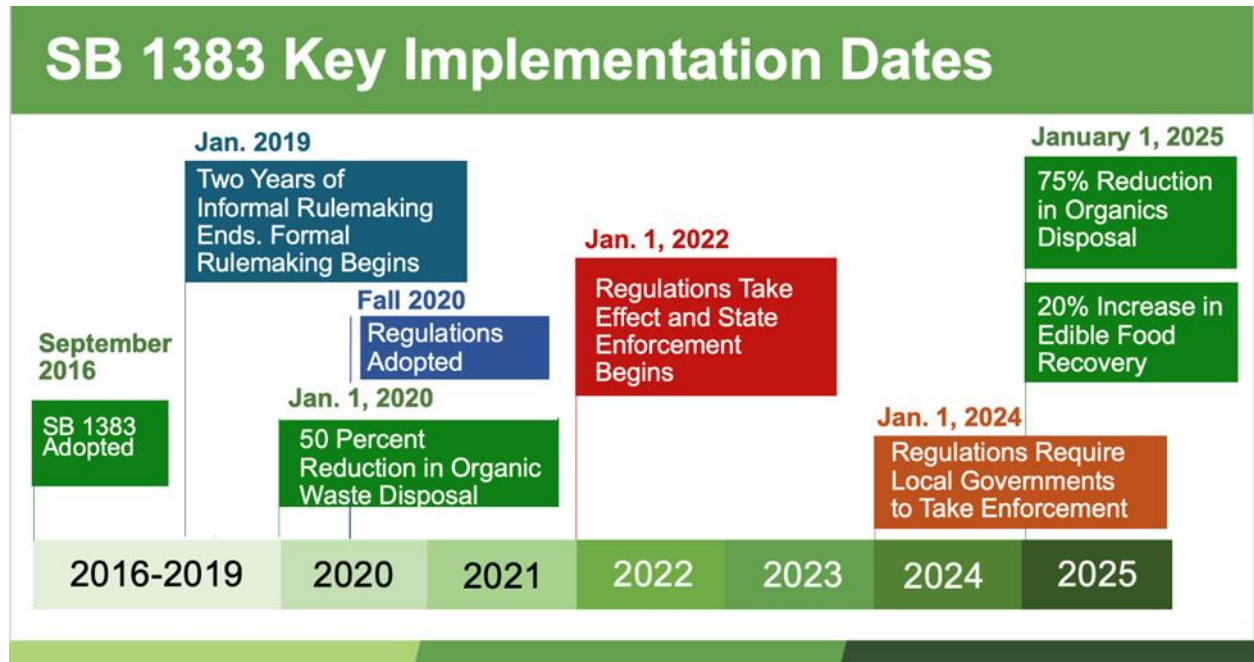 SB 1383 Key Implementation Dates
September
2016
SB 1383
Adopted
Jan. 2019
Two Years of
Informal Rulemaking
Ends. Formal
Rulemaking Begins
Fall 2020
Regulations
Adopted
Jan. 1, 2020
50 Percent
Reduction in Organic
Waste Disposal
Jan. 1, 2022
Regulations Take
Effect and State
Enforcement
Begins
Jan. 1, 2024
Regulations Require
Local Governments
to Take Enforcement
January 1, 2025
75% Reduction
in Organics
Disposal
20% Increase in
Edible Food
Recovery
2016-2019
2020
2021
2022
2023
2024
2025